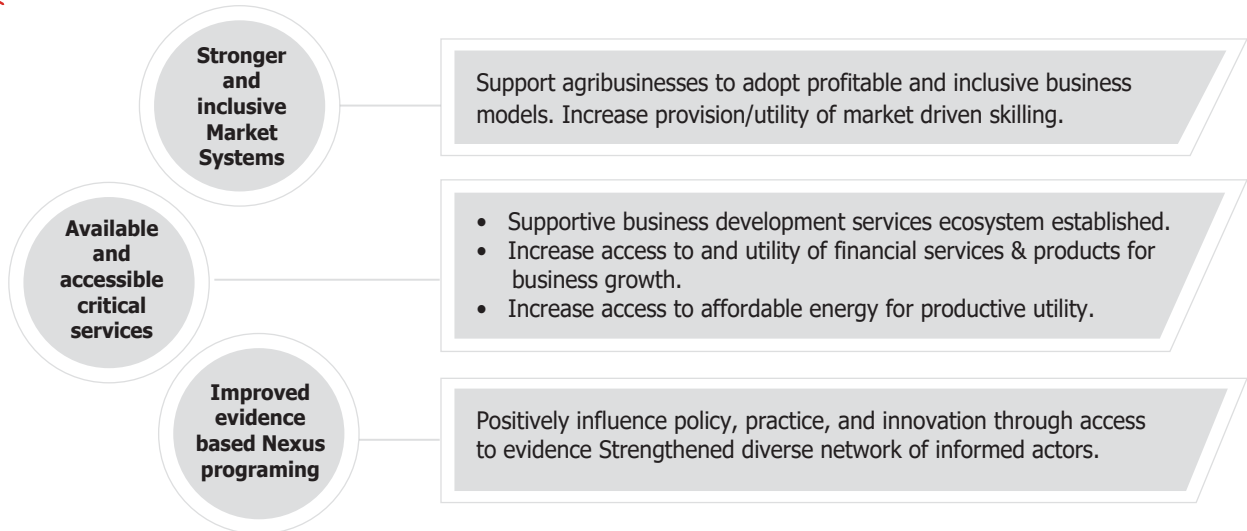 Stronger
and
inclusive
Market
Systems
Support agribusinesses to adopt profitable and inclusive business
models. Increase provision/utility of market driven skilling.
Available
and
accessible
critical
services
• Supportive business development services ecosystem established.
• Increase access to and utility of financial services & products for
business growth.
• Increase access to affordable energy for productive utility.
Improved
evidence
based Nexus
programing
Positively influence policy, practice, and innovation through access
to evidence Strengthened diverse network of informed actors.